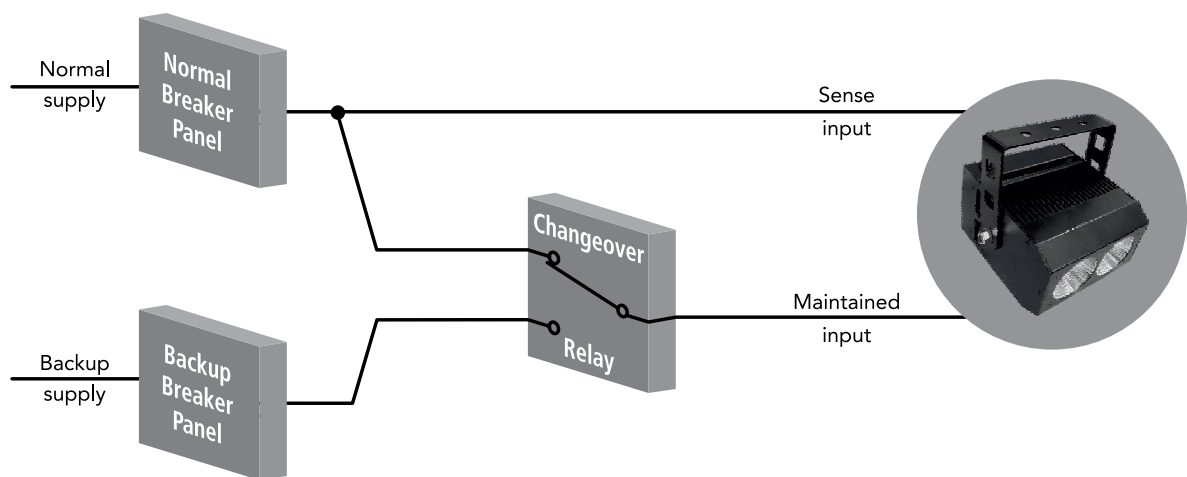 Normal
supply
Normal
Breaker
Panel
Sense
input
Changeover
Relay
Maintained
input
Backup
supply
Backup
Breaker
Panel